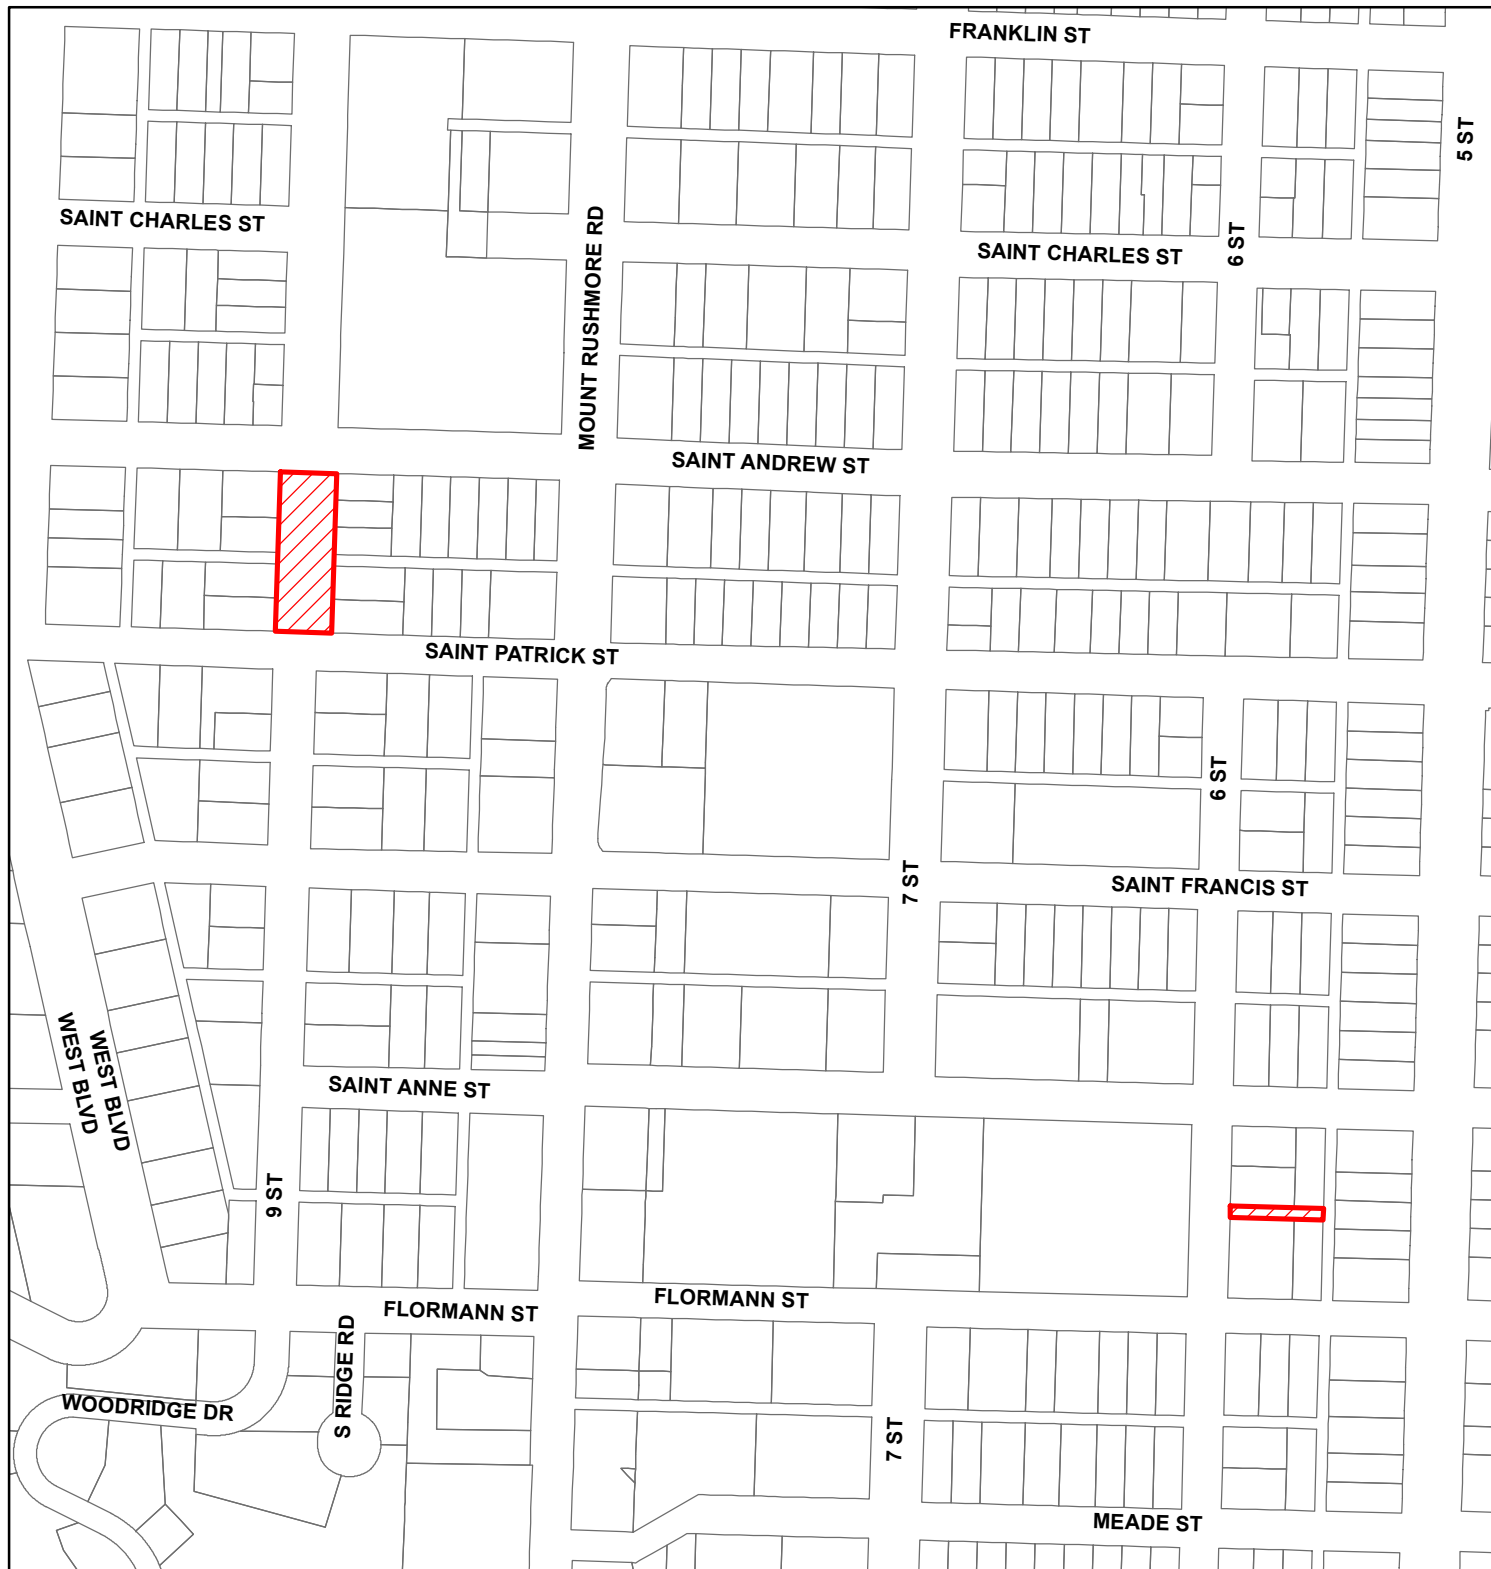 FRANKLIN ST
5 ST
SAINT CHARLES ST
MOUNT RUSHMORE RD
6 ST
SAINT CHARLES ST
SAINT ANDREW ST
SAINT PATRICK ST
6 ST
7 ST
SAINT FRANCIS ST
WEST BLVD
WEST BLVD
SAINT ANNE ST
9 ST
FLORMANN ST
FLORMANN ST
S RIDGE RD
WOODRIDGE DR
7 ST
MEADE ST